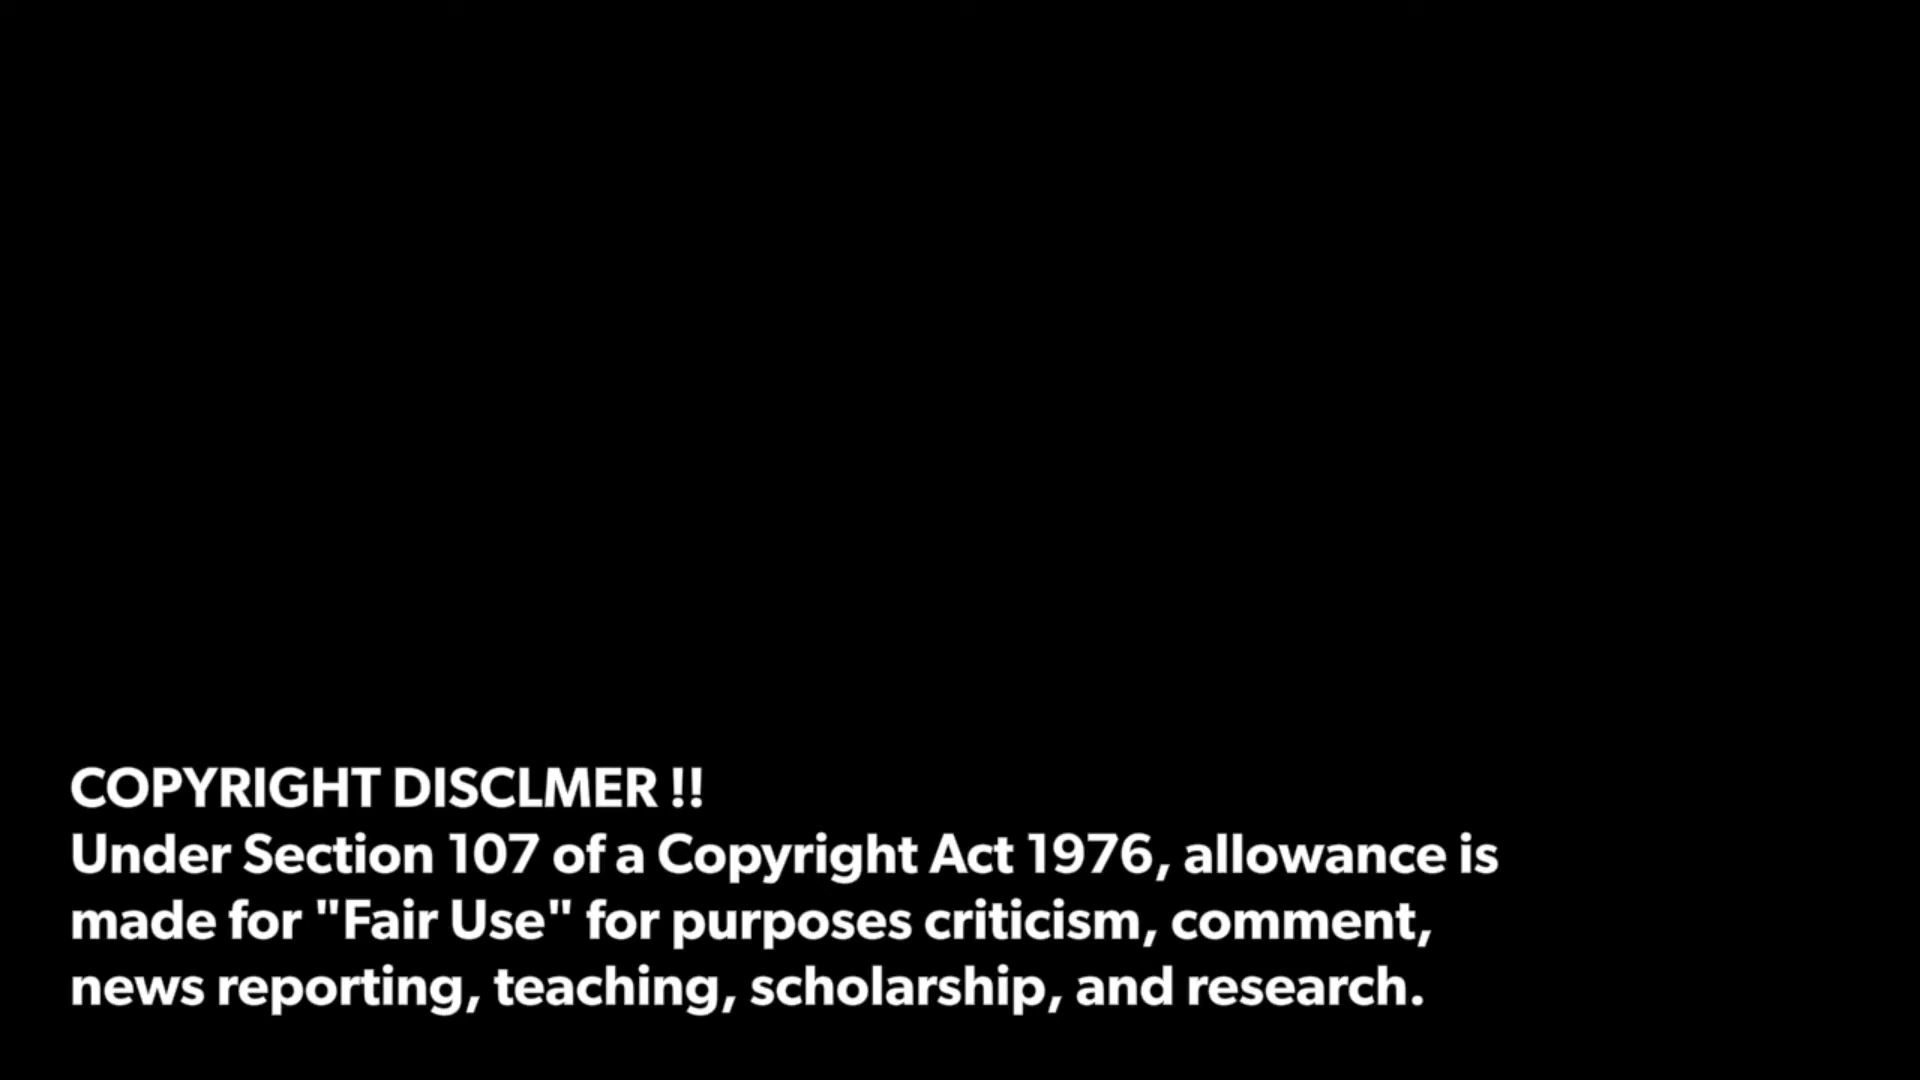 COPYRIGHT DISCLMER !!
Under Section 107 of a Copyright Act 1976, allowance is
made for "Fair Use" for purposes criticism, comment,
news reporting, teaching, scholarship, and research.